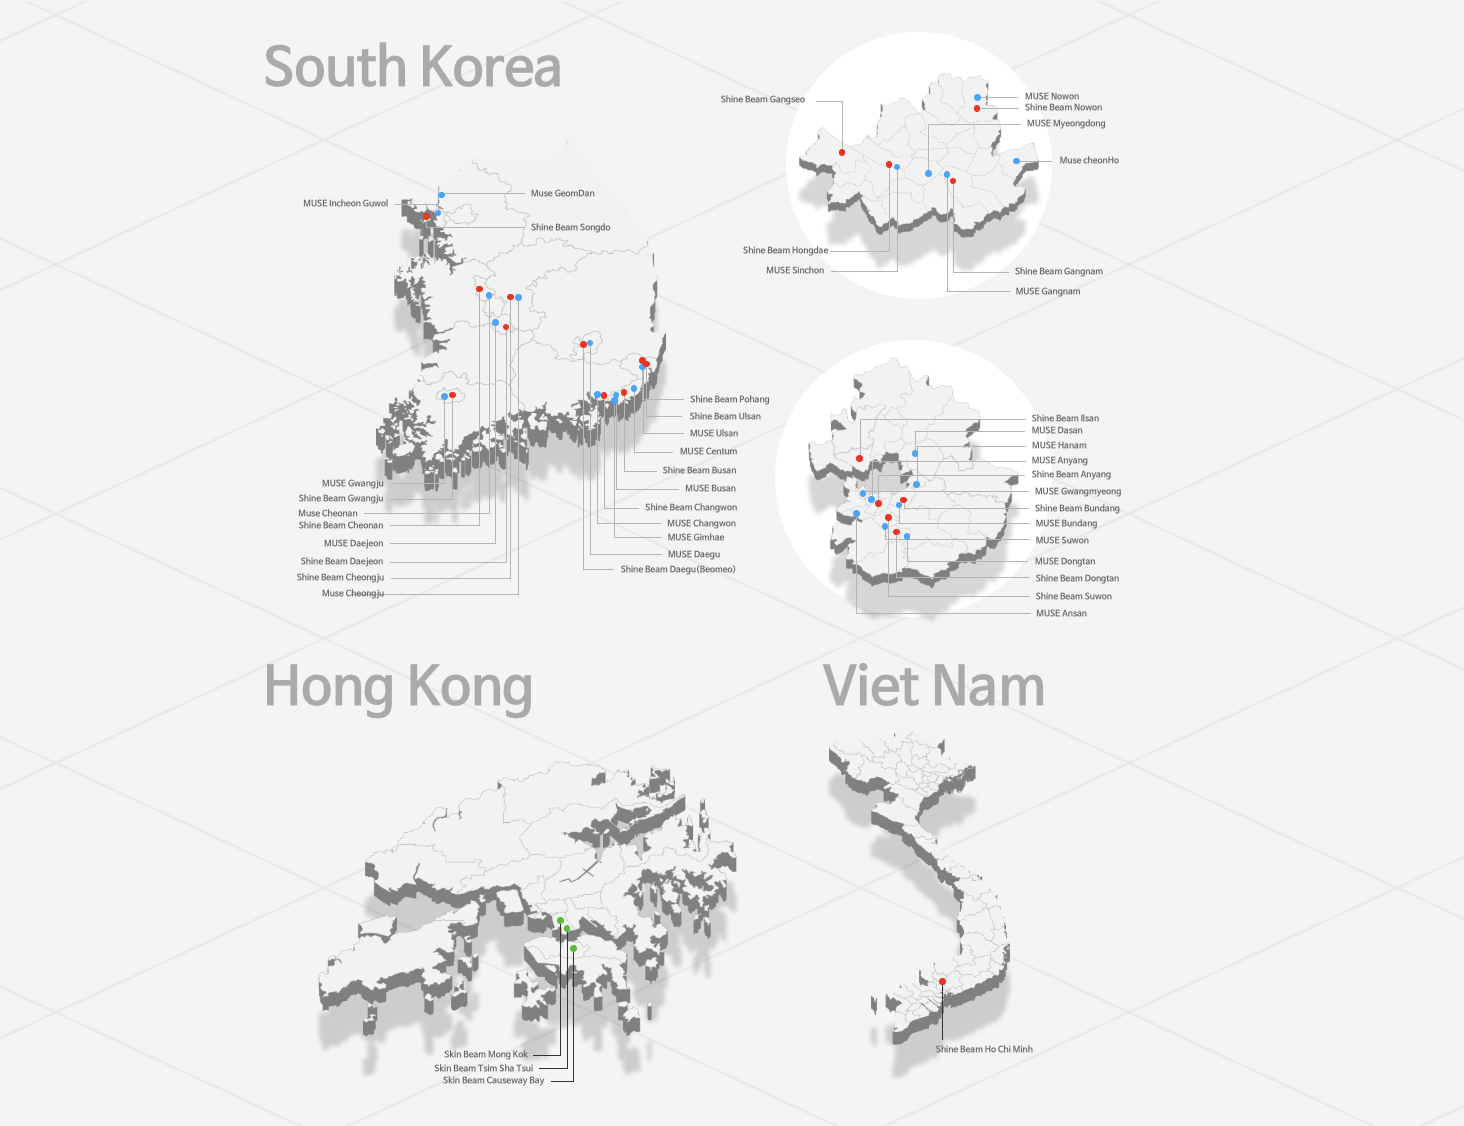 South Korea
MUSE Incheon Guwol
Muse GeomDan
Shine Beam Songdo
Shine Beam Pohang
Shine Beam Ulsan
MUSE Ulsan
MUSE Centum
Shine Beam Busan
MUSE Busan
Shine Beam Changwon
MUSE Changwon
MUSE Gimhae
MUSE Daegu
Shine Beam Daegu(Beomeo)
MUSE Gwangju
Shine Beam Gwangju
Muse Cheonan
Shine Beam Cheonan
MUSE Daejeon
Shine Beam Daejeon
Shine Beam Cheongju
Muse Cheongju
Shine Beam Gangseo
MUSE Nowon
Shine Beam Nowon
MUSE Myeongdong
Muse cheonHo
Shine Beam Hongdae
MUSE Sinchon
Shine Beam Gangnam
MUSE Gangnam
Shine Beam Ilsan
MUSE Dasan
MUSE Hanam
MUSE Anyang
Shine Beam Anyang
MUSE Gwangmyeong
Shine Beam Bundang
MUSE Bundang
MUSE Suwon
MUSE Dongtan
Shine Beam Dongtan
Shine Beam Suwon
MUSE Ansan
Hong Kong
Skin Beam Mong Kok
Skin Beam Tsim Sha Tsui
Skin Beam Causeway Bay
Viet Nam
Shine Beam Ho Chi Minh